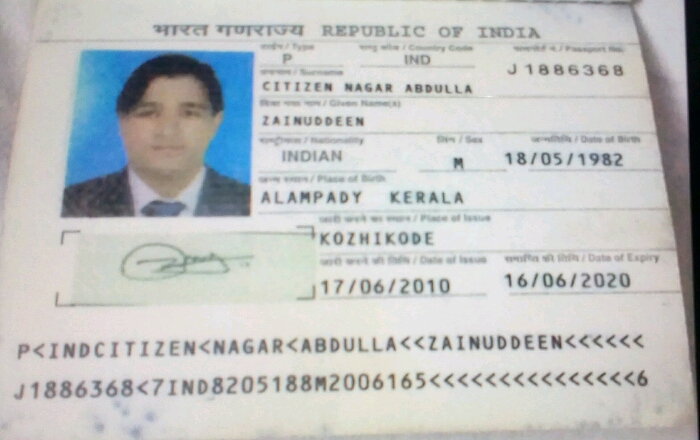 भारत गणराज्य REPUBLIC OF INDIA
टाईप / Type
राष्ट्र कोड / Country Code
पासपोर्ट नं. / Passport No.
P
IND
J1886368
उपनाम / Surname
CITIZEN NAGAR ABDULLA
दिया गया नाम / Given Name(s)
ZAINUDDEEN
राष्ट्रीयता / Nationality
लिंग / Sex
जन्मतिथि / Date of Birth
INDIAN
M
18/05/1982
जन्म स्थान / Place of Birth
ALAMPADY KERALA
जारी करने का स्थान / Place of Issue
KOZHIKODE
जारी करने की तिथि / Date of Issue
समाप्ति की तिथि / Date of Expiry
17/06/2010
16/06/2020
P<INDCITIZEN<NAGAR<ABDULLA<<ZAINUDDEEN<<<<<<
J1886368<7IND8205188M2006165<<<<<<<<<<<<<<<6